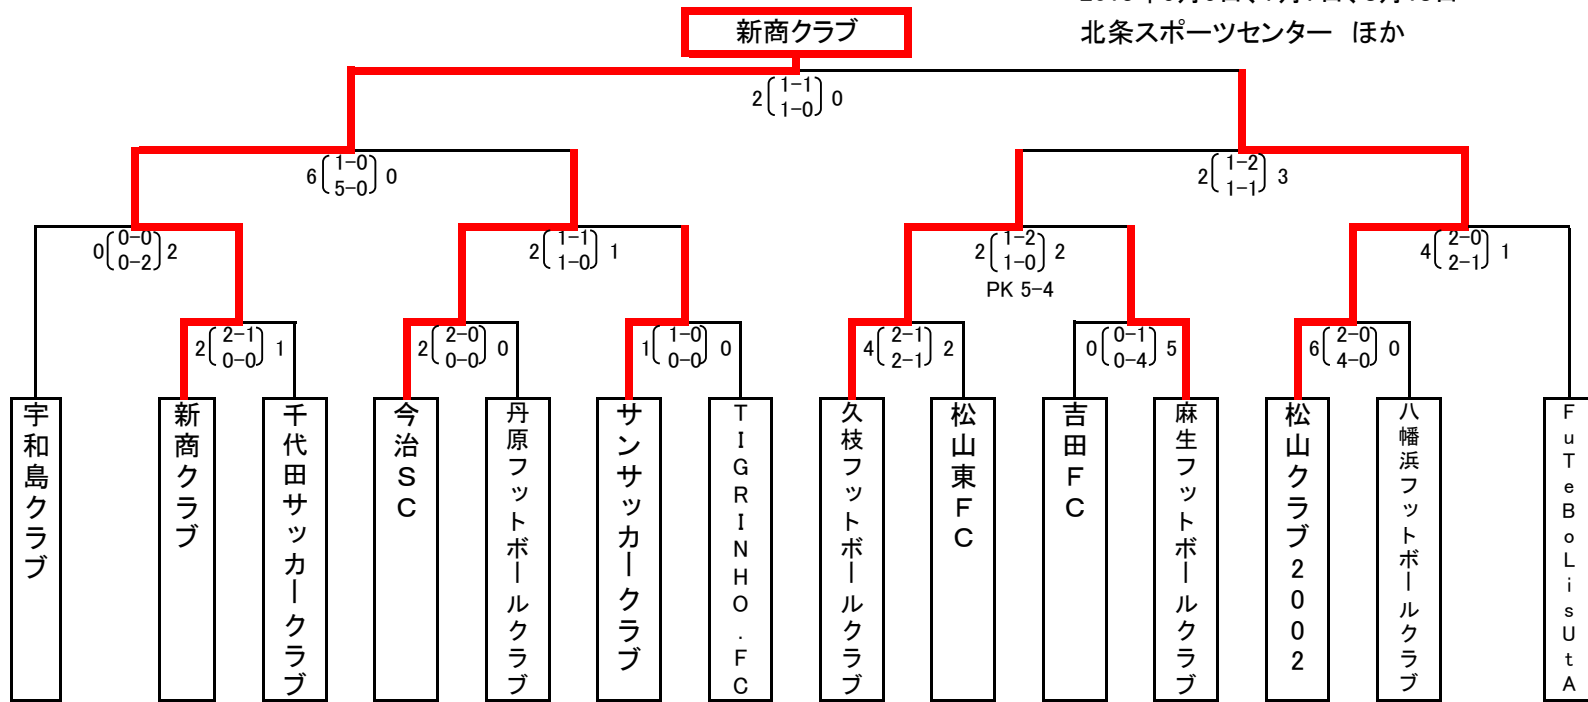 新商クラブ
北条スポーツセンター ほか
2 1-1 0
1-0
6 1-0 0
5-0
2 1-2 3
1-1
0 0-0 2
0-2
2 1-1 1
1-0
2 1-2 2
1-0
PK 5-4
4 2-0 1
2-1
2 2-1 1
0-0
2 2-0 0
0-0
1 1-0 0
0-0
4 2-1 2
2-1
0 0-1 5
0-4
6 2-0 0
4-0
宇和島クラブ
新商クラブ
千代田サッカークラブ
今治SC
丹原フットボールクラブ
サンサッカークラブ
TIGRINHO.FC
久枝フットボールクラブ
松山東FC
吉田FC
麻生フットボールクラブ
松山クラブ2002
八幡浜フットボールクラブ
FuTeBoLisUtA